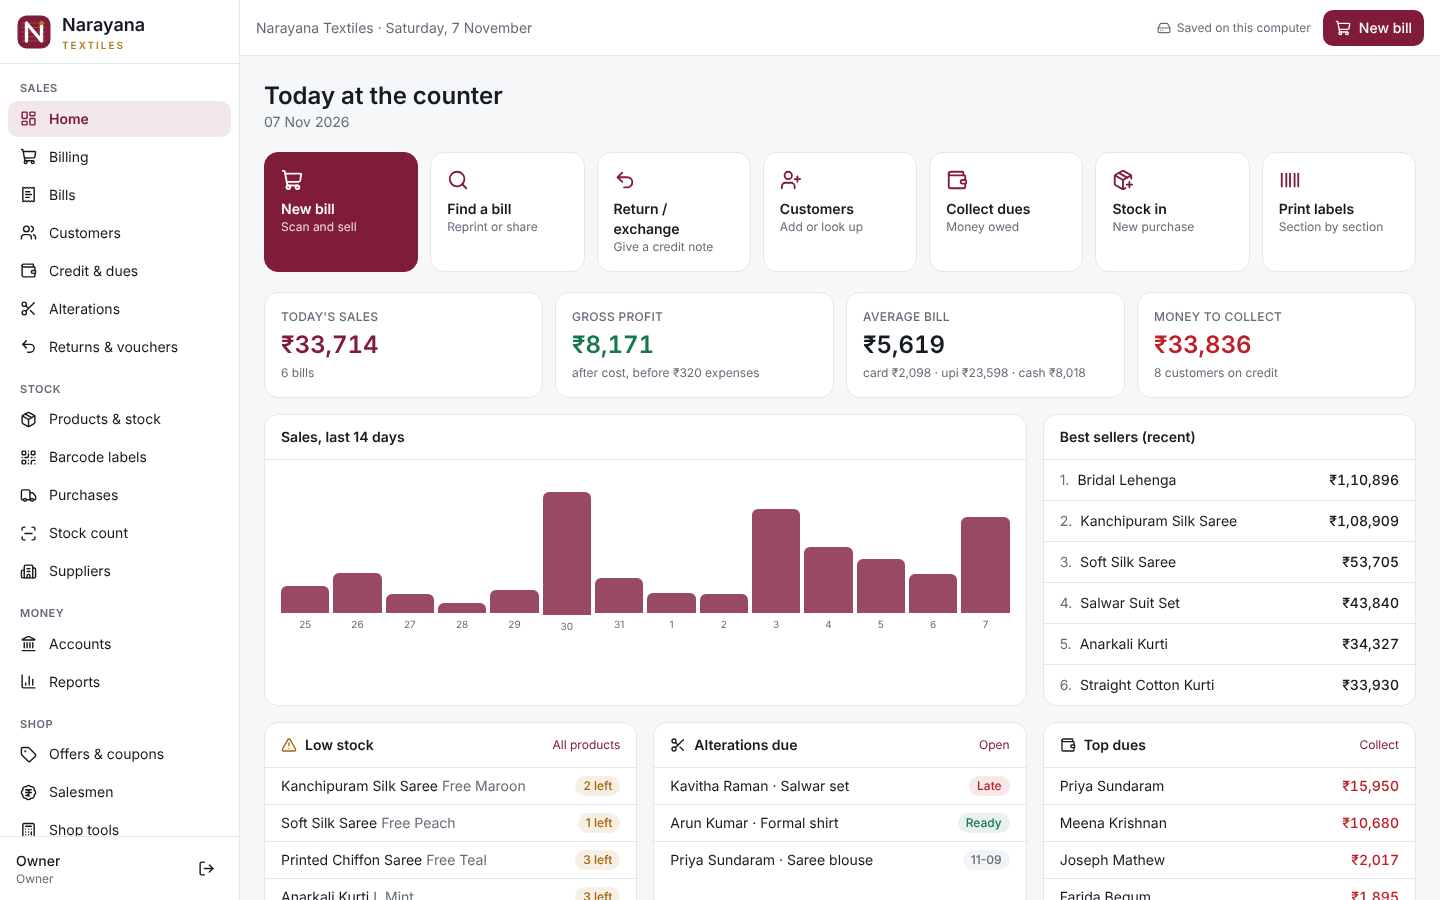 Narayana
TEXTILES
SALES
Home
Billing
Bills
Customers
Credit & dues
Alterations
Returns & vouchers
STOCK
Products & stock
Barcode labels
Purchases
Stock count
Suppliers
MONEY
Accounts
Reports
SHOP
Offers & coupons
Salesmen
Shop tools
Owner
Owner
Narayana Textiles · Saturday, 7 November
Saved on this computer
New bill
Today at the counter
07 Nov 2026
New bill
Scan and sell
Find a bill
Reprint or share
Return /
exchange
Give a credit note
Customers
Add or look up
Collect dues
Money owed
Stock in
New purchase
Print labels
Section by section
TODAY'S SALES
₹33,714
6 bills
GROSS PROFIT
₹8,171
after cost, before ₹320 expenses
AVERAGE BILL
₹5,619
card ₹2,098 · upi ₹23,598 · cash ₹8,018
MONEY TO COLLECT
₹33,836
8 customers on credit
Sales, last 14 days
25 26 27 28 29 30 31 1 2 3 4 5 6 7
Best sellers (recent)
1. Bridal Lehenga ₹1,10,896
2. Kanchipuram Silk Saree ₹1,08,909
3. Soft Silk Saree ₹53,705
4. Salwar Suit Set ₹43,840
5. Anarkali Kurti ₹34,327
6. Straight Cotton Kurti ₹33,930
Low stock All products
Kanchipuram Silk Saree Free Maroon 2 left
Soft Silk Saree Free Peach 1 left
Printed Chiffon Saree Free Teal 3 left
Anarkali Kurti L Mint 3 left
Alterations due Open
Kavitha Raman · Salwar set Late
Arun Kumar · Formal shirt Ready
Priya Sundaram · Saree blouse 11-09
Top dues Collect
Priya Sundaram ₹15,950
Meena Krishnan ₹10,680
Joseph Mathew ₹2,017
Farida Begum ₹1,895